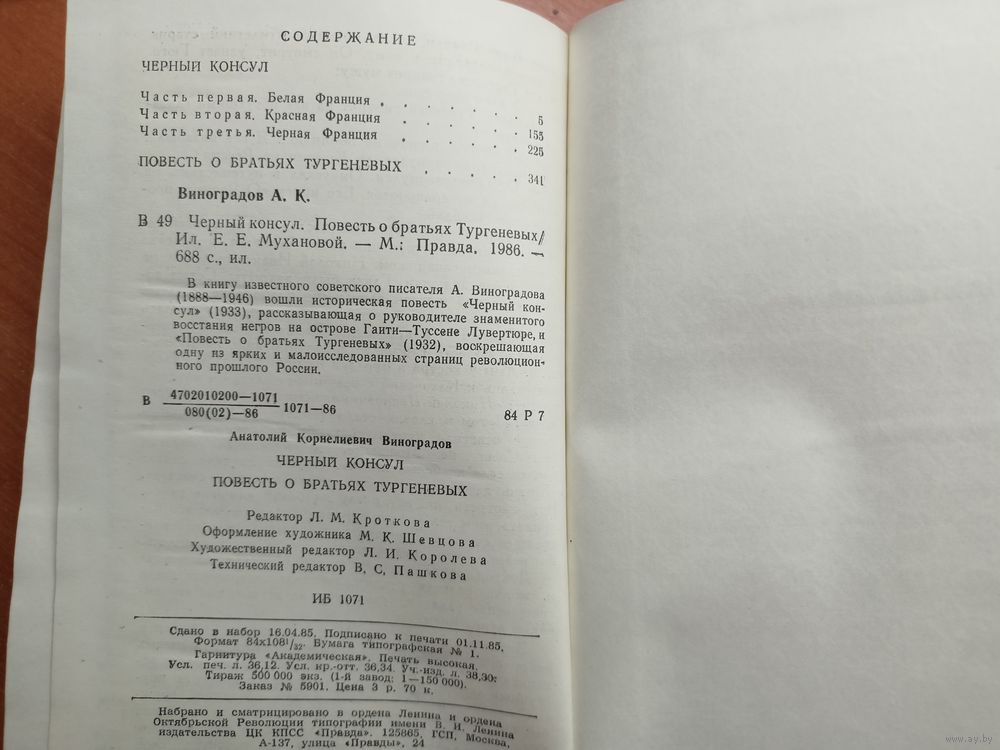 СОДЕРЖАНИЕ
ЧЕРНЫЙ КОНСУЛ
Часть первая. Белая Франция . . . . . . 5
Часть вторая. Красная Франция . . . . . 155
Часть третья. Черная Франция . . . . . 225
ПОВЕСТЬ О БРАТЬЯХ ТУРГЕНЕВЫХ . . . . . 341
Виноградов А. К.
В 49 Черный консул. Повесть о братьях Тургеневых/
Ил. Е. Е. Мухановой. — М.: Правда, 1986. —
688 с., ил.
В книгу известного советского писателя А. Виноградова
(1888—1946) вошли историческая повесть «Черный кон-
сул» (1933), рассказывающая о руководителе знаменитого
восстания негров на острове Гаити—Туссене Лувертюре, и
«Повесть о братьях Тургеневых» (1932), воскрешающая
одну из ярких и малоисследованных страниц революцион-
ного прошлого России.
В 4702010200—1071
080(02)—86 1071—86 84 Р 7
Анатолий Корнелиевич Виноградов
ЧЕРНЫЙ КОНСУЛ
ПОВЕСТЬ О БРАТЬЯХ ТУРГЕНЕВЫХ
Редактор Л. М. Кроткова
Оформление художника М. К. Шевцова
Художественный редактор Л. И. Королева
Технический редактор В. С. Пашкова
ИБ 1071
Сдано в набор 16.04.85. Подписано к печати 01.11.85.
Формат 84х108¹/₃₂. Бумага типографская № 1.
Гарнитура «Академическая». Печать высокая.
Усл. печ. л. 36,12. Усл. кр.-отт. 36,34. Уч.-изд. л. 38,30.
Тираж 500 000 экз. (1-й завод: 1—150 000).
Заказ № 5901. Цена 3 р. 70 к.
Набрано и сматрицировано в ордена Ленина и ордена
Октябрьской Революции типографии имени В. И. Ленина
издательства ЦК КПСС «Правда». 125865, ГСП, Москва,
А-137, улица «Правды», 24
www.ay.by